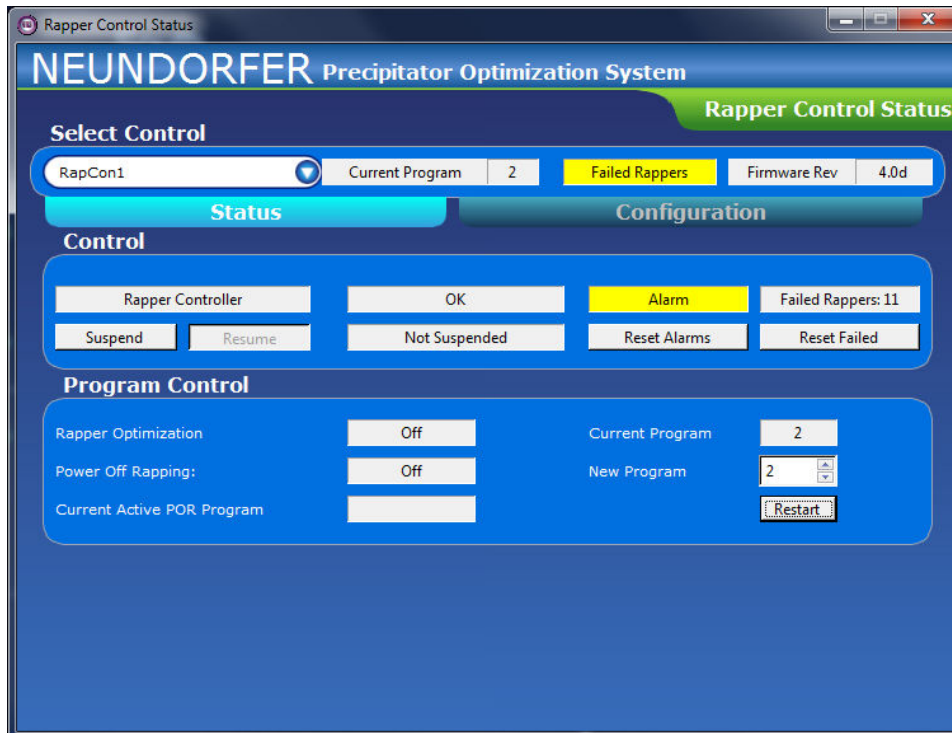 Rapper Control Status
NEUNDORFER Precipitator Optimization System
Rapper Control Status
Select Control
RapCon1 Current Program 2 Failed Rappers Firmware Rev 4.0d
Status Configuration
Control
Rapper Controller OK Alarm Failed Rappers: 11
Suspend Resume Not Suspended Reset Alarms Reset Failed
Program Control
Rapper Optimization Off Current Program 2
Power Off Rapping: Off New Program 2
Current Active POR Program Restart